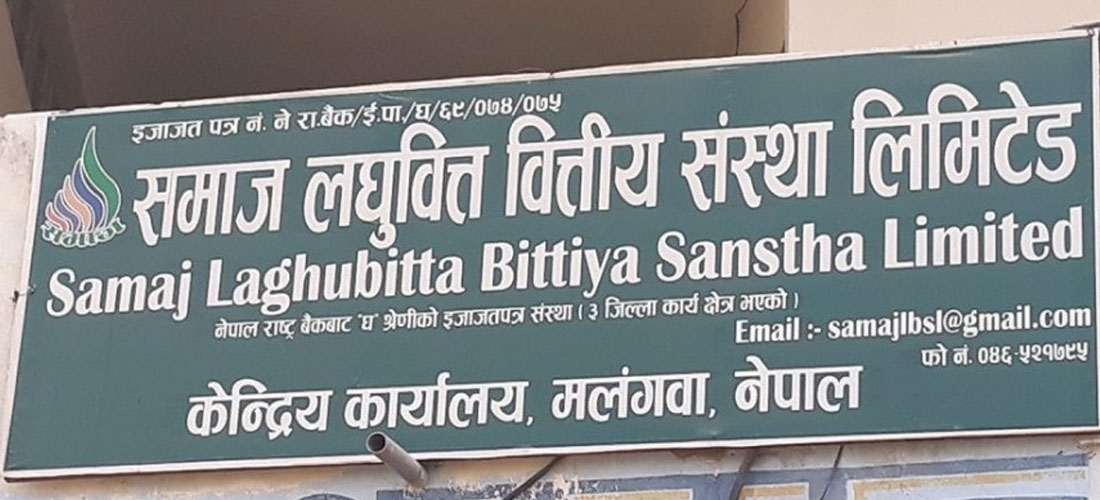 इजाजत पत्र नं. ने रा.बैंक/ई.पा./घ/६९/०७४/०७५
समाज
समाज लघुवित्त वित्तीय संस्था लिमिटेड
Samaj Laghubitta Bittiya Sanstha Limited
नेपाल राष्ट्र बैंकबाट "घ" श्रेणीको इजाजतपत्र संस्था ( ३ जिल्ला कार्य क्षेत्र भएको )
Email :- samajlbsl@gmail.com
फो नं. ०४६-५२१७९५
केन्द्रिय कार्यालय, मलंगवा, नेपाल